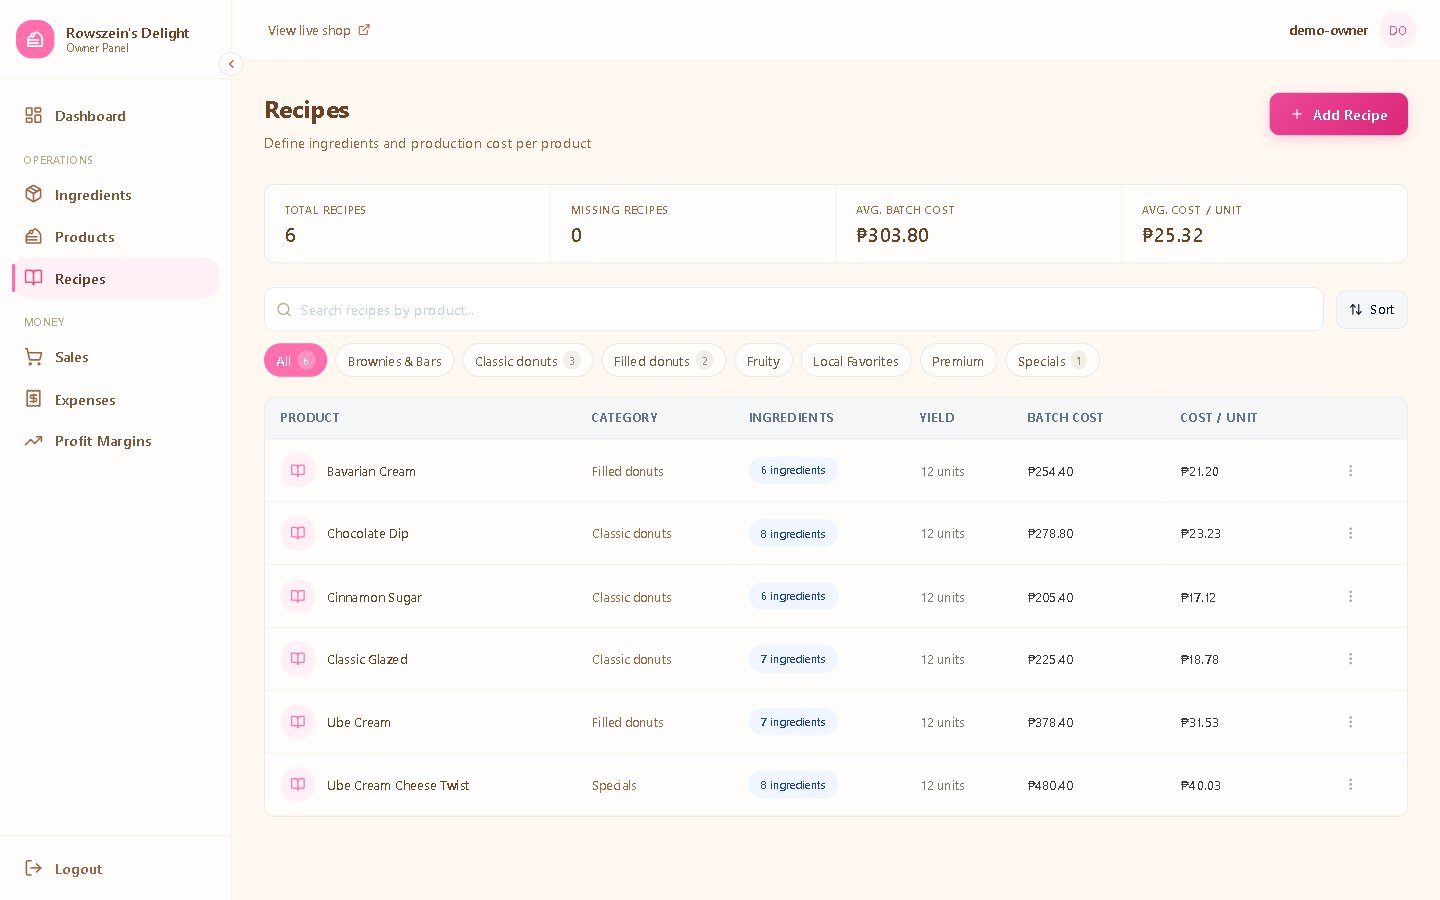 Rowszein's Delight
Owner Panel
View live shop
demo-owner
DO
Dashboard
OPERATIONS
Ingredients
Products
Recipes
MONEY
Sales
Expenses
Profit Margins
Logout
Recipes
Define ingredients and production cost per product
+ Add Recipe
TOTAL RECIPES
6
MISSING RECIPES
0
AVG. BATCH COST
₱303.80
AVG. COST / UNIT
₱25.32
Search recipes by product...
Sort
All 6 Brownies & Bars Classic donuts 3 Filled donuts 2 Fruity Local Favorites Premium Specials 1
PRODUCT CATEGORY INGREDIENTS YIELD BATCH COST COST / UNIT
Bavarian Cream Filled donuts 6 ingredients 12 units ₱254.40 ₱21.20
Chocolate Dip Classic donuts 8 ingredients 12 units ₱278.80 ₱23.23
Cinnamon Sugar Classic donuts 6 ingredients 12 units ₱205.40 ₱17.12
Classic Glazed Classic donuts 7 ingredients 12 units ₱225.40 ₱18.78
Ube Cream Filled donuts 7 ingredients 12 units ₱378.40 ₱31.53
Ube Cream Cheese Twist Specials 8 ingredients 12 units ₱480.40 ₱40.03